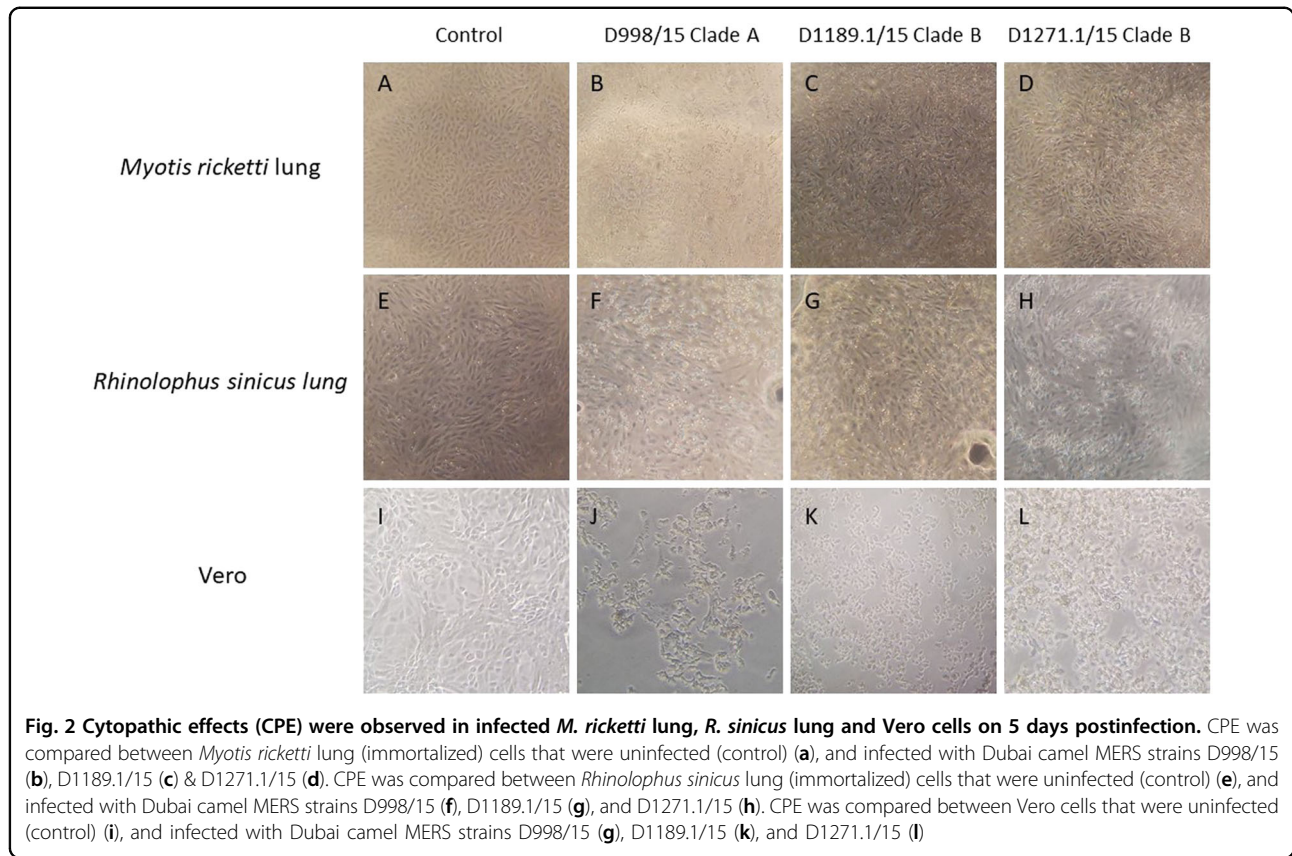 Control D998/15 Clade A D1189.1/15 Clade B D1271.1/15 Clade B
A B C D
Myotis ricketti lung
E F G H
Rhinolophus sinicus lung
I J K L
Vero
Fig. 2 Cytopathic effects (CPE) were observed in infected M. ricketti lung, R. sinicus lung and Vero cells on 5 days postinfection. CPE was
compared between Myotis ricketti lung (immortalized) cells that were uninfected (control) (a), and infected with Dubai camel MERS strains D998/15
(b), D1189.1/15 (c) & D1271.1/15 (d). CPE was compared between Rhinolophus sinicus lung (immortalized) cells that were uninfected (control) (e), and
infected with Dubai camel MERS strains D998/15 (f), D1189.1/15 (g), and D1271.1/15 (h). CPE was compared between Vero cells that were uninfected
(control) (i), and infected with Dubai camel MERS strains D998/15 (g), D1189.1/15 (k), and D1271.1/15 (l)